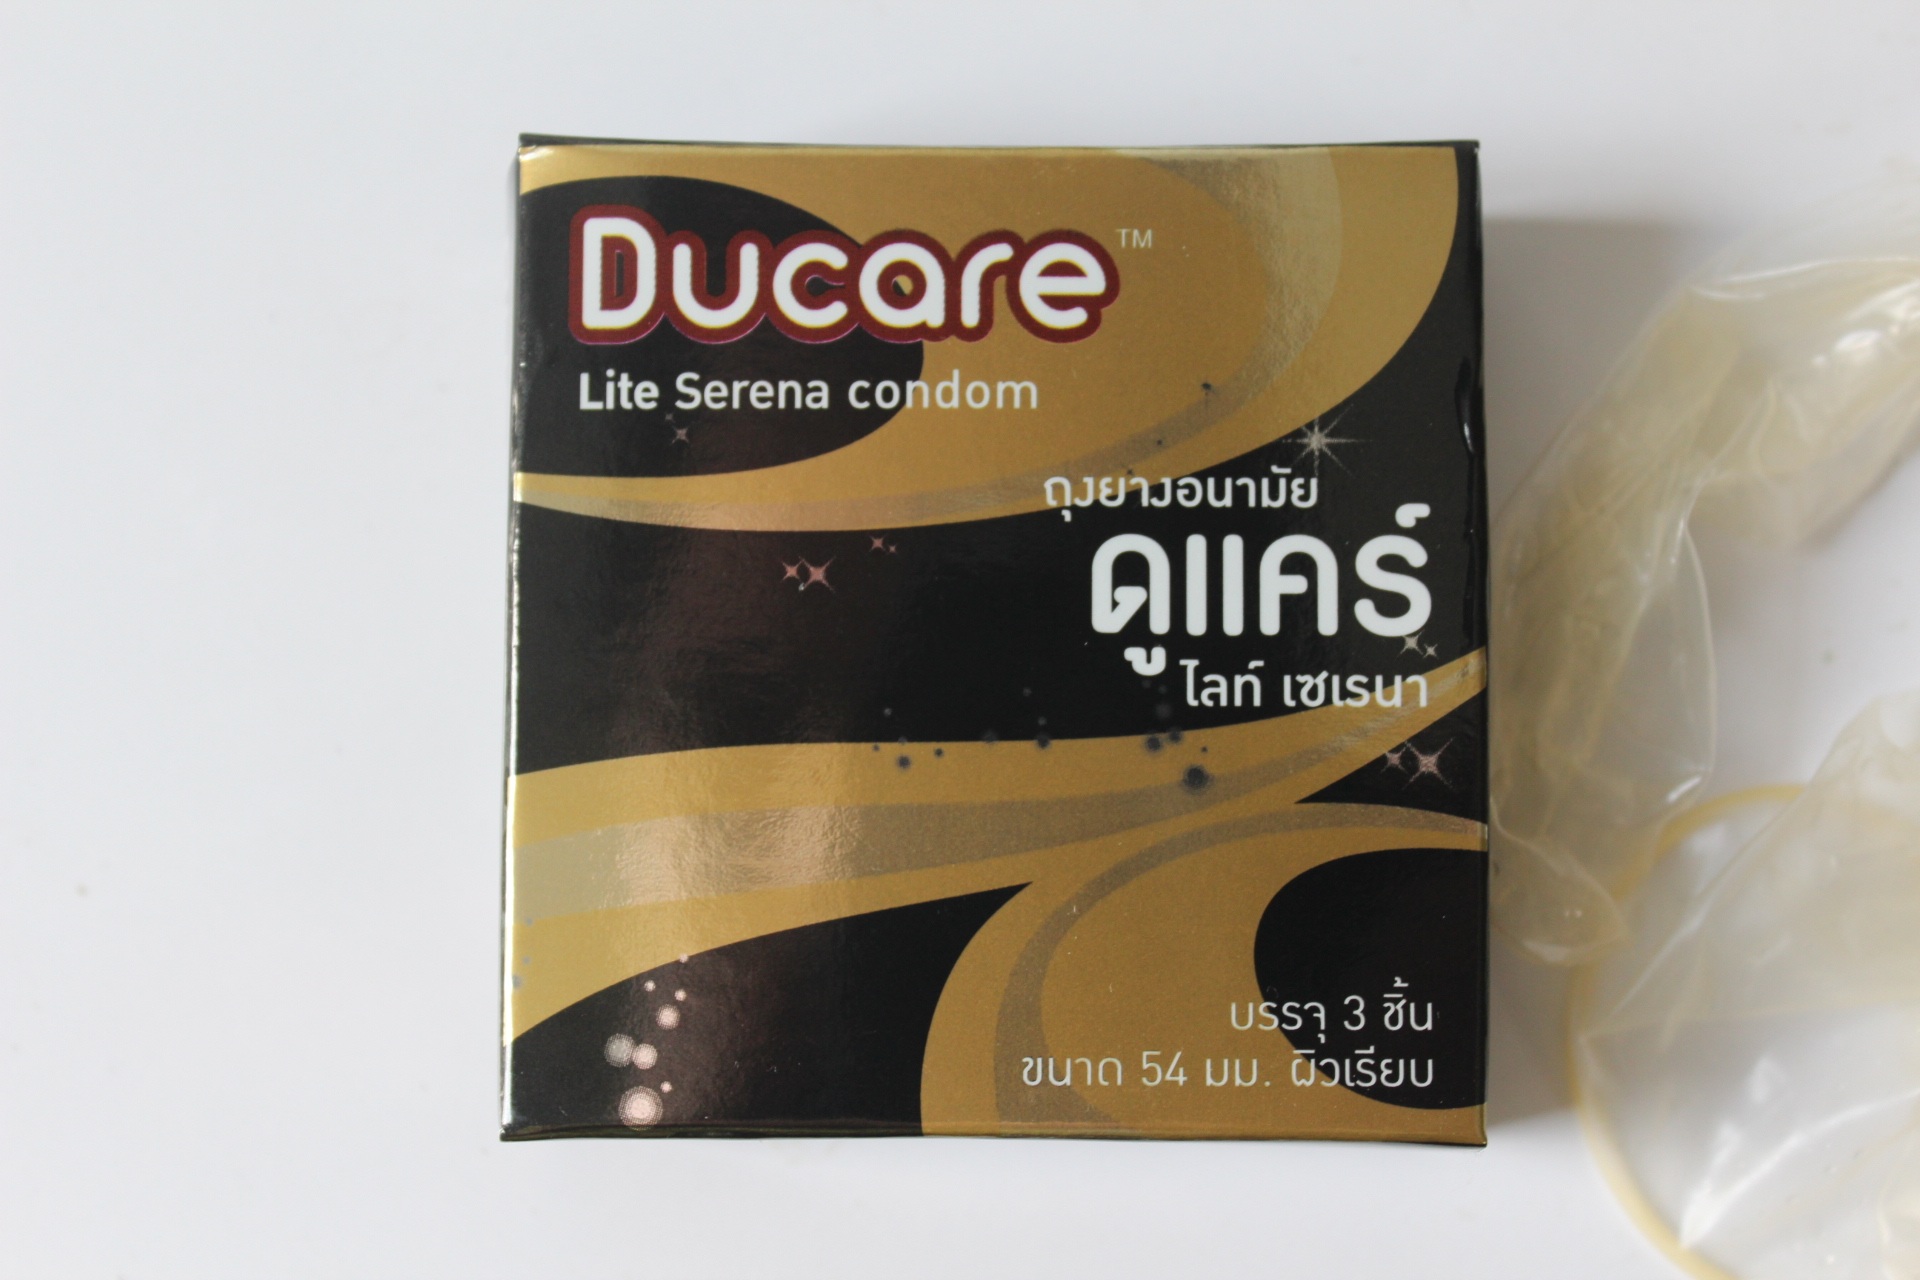 Ducare™
Lite Serena condom
ถุงยางอนามัย
ดูแคร์
ไลท์ เซเรนา
บรรจุ 3 ชิ้น
ขนาด 54 มม. ผิวเรียบ